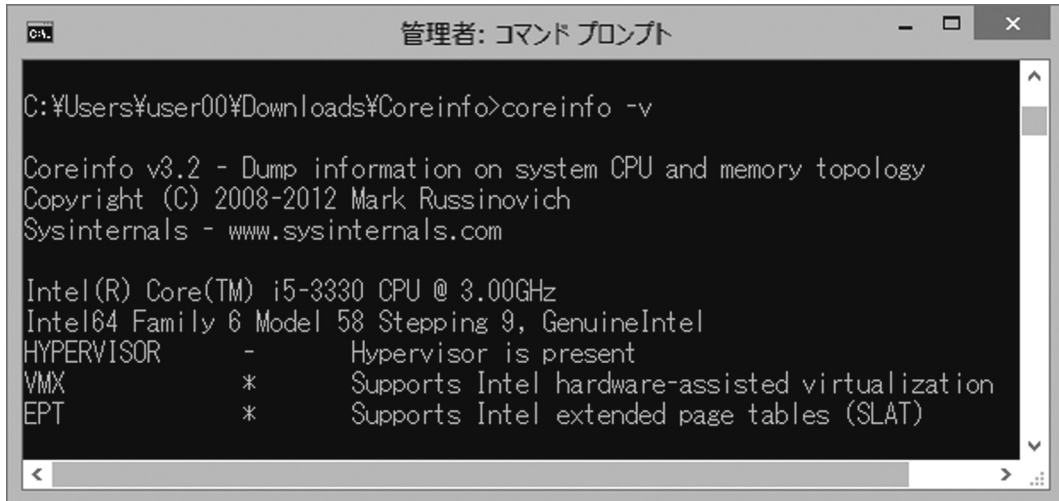 管理者: コマンド プロンプト
C:¥Users¥user00¥Downloads¥Coreinfo>coreinfo -v
Coreinfo v3.2 - Dump information on system CPU and memory topology
Copyright (C) 2008-2012 Mark Russinovich
Sysinternals - www.sysinternals.com
Intel(R) Core(TM) i5-3330 CPU @ 3.00GHz
Intel64 Family 6 Model 58 Stepping 9, GenuineIntel
HYPERVISOR - Hypervisor is present
VMX * Supports Intel hardware-assisted virtualization
EPT * Supports Intel extended page tables (SLAT)